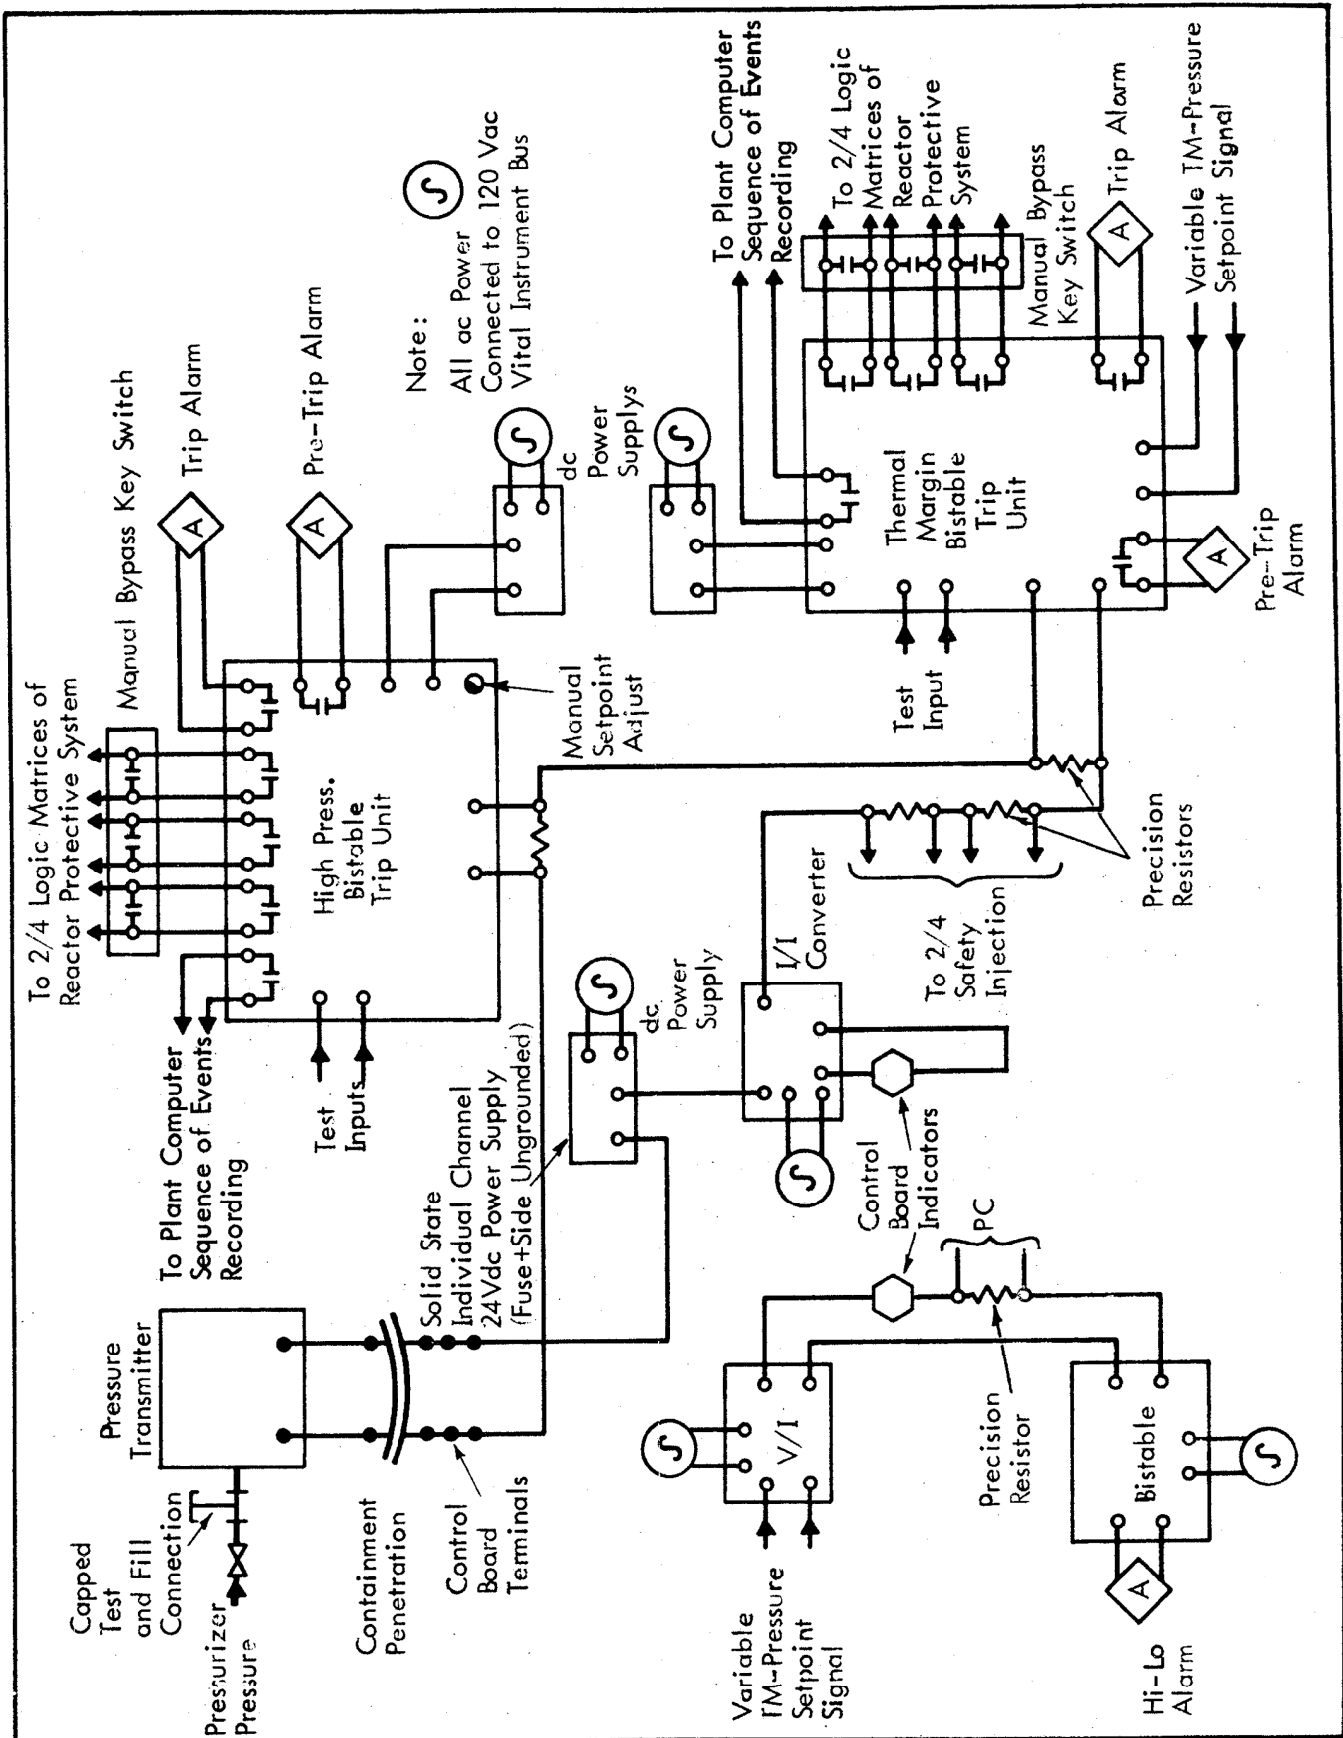 To 2/4 Logic Matrices of
Reactor Protective System
Manual Bypass Key Switch
A
Trip Alarm
A
Pre-Trip Alarm
Note:
All ac Power
Connected to 120 Vac
Vital Instrument Bus
To Plant Computer
Sequence of Events
Recording
High Press.
Bistable
Trip Unit
Test
Inputs
Manual
Setpoint
Adjust
dc
Power
Supplys
To Plant Computer
Sequence of Events
Recording
To 2/4 Logic
Matrices of
Reactor
Protective
System
Manual Bypass
Key Switch
Thermal
Margin
Bistable
Trip
Unit
A
Trip Alarm
Variable TM-Pressure
Setpoint Signal
Test
Input
A
Pre-Trip
Alarm
Capped
Test
and Fill
Connection
Pressurizer
Pressure
Pressure
Transmitter
Containment
Penetration
Control
Board
Terminals
Solid State
Individual Channel
24Vdc Power Supply
(Fuse+Side Ungrounded)
dc
Power
Supply
I/I
Converter
To 2/4
Safety
Injection
Precision
Resistors
Control
Board
Indicators
PC
Variable
TM-Pressure
Setpoint
Signal
V/I
Precision
Resistor
Bistable
A
Hi-Lo
Alarm